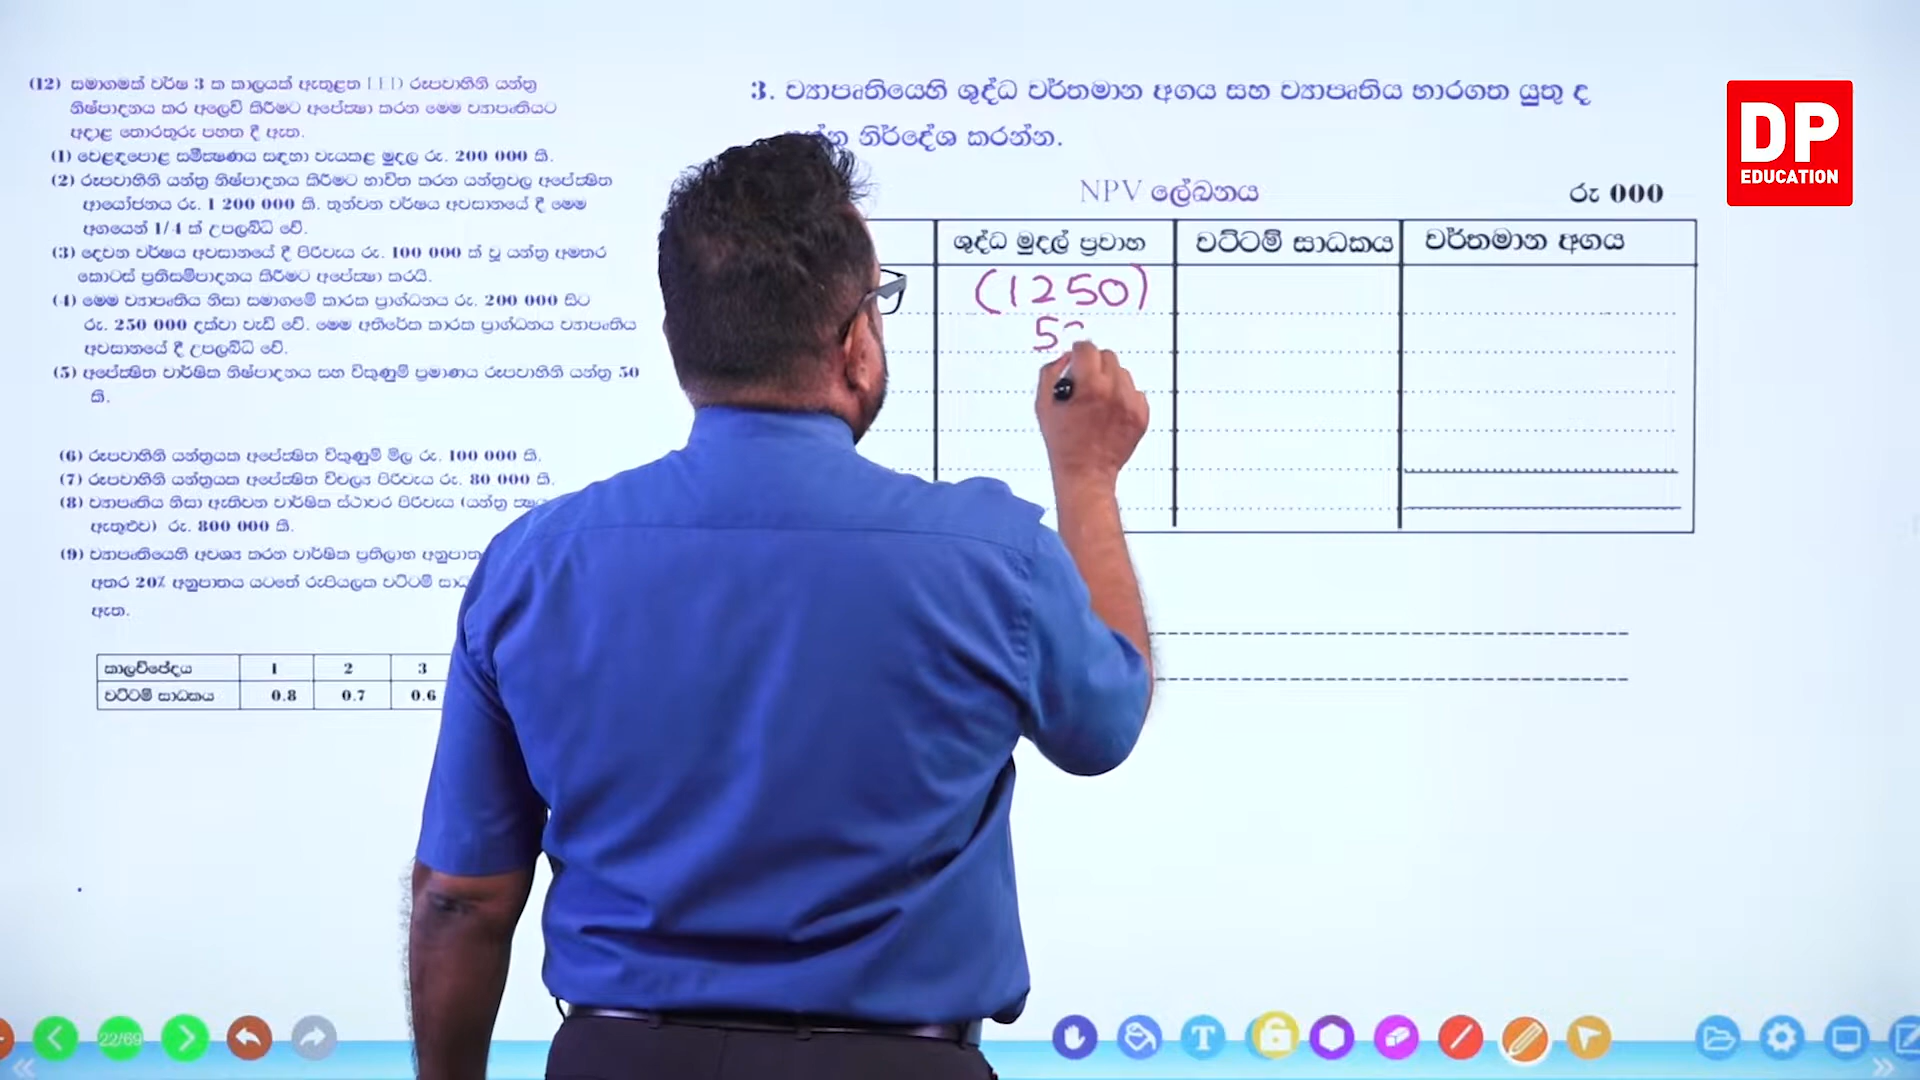 (12) සමාගමක් වර්ෂ 3 ක කාලයක් ඇතුළත LED රූපවාහිනි යන්ත්‍ර
නිෂ්පාදනය කර අලෙවි කිරීමට අපේක්ෂා කරන මෙම ව්‍යාපෘතියට
අදාළ තොරතුරු පහත දී ඇත.
(1) වෙළඳපොළ සමීක්ෂණය සඳහා වැයකළ මුදල රු. 200 000 කි.
(2) රූපවාහිනි යන්ත්‍ර නිෂ්පාදනය කිරීමට භාවිත කරන යන්ත්‍රවල අපේක්ෂිත
ආයෝජනය රු. 1 200 000 කි. තුන්වන වර්ෂය අවසානයේ දී මෙම
අගයෙන් 1/4 ක් උපලබ්ධි වේ.
(3) දෙවන වර්ෂය අවසානයේ දී පිරිවැය රු. 100 000 ක් වූ යන්ත්‍ර අමතර
කොටස් ප්‍රතිසම්පාදනය කිරීමට අපේක්ෂා කරයි.
(4) මෙම ව්‍යාපෘතිය නිසා සමාගමේ කාරක ප්‍රාග්ධනය රු. 200 000 සිට
රු. 250 000 දක්වා වැඩි වේ. මෙම අතිරේක කාරක ප්‍රාග්ධනය ව්‍යාපෘතිය
අවසානයේ දී උපලබ්ධි වේ.
(5) අපේක්ෂිත වාර්ෂික නිෂ්පාදනය සහ විකුණුම් ප්‍රමාණය රූපවාහිනි යන්ත්‍ර 50
කි.
(6) රූපවාහිනි යන්ත්‍රයක අපේක්ෂිත විකුණුම් මිල රු. 100 000 කි.
(7) රූපවාහිනි යන්ත්‍රයක අපේක්ෂිත විචල්‍ය පිරිවැය රු. 80 000 කි.
(8) ව්‍යාපෘතිය නිසා ඇතිවන වාර්ෂික ස්ථාවර පිරිවැය (යන්ත්‍ර
ඇතුළුව) රු. 800 000 කි.
(9) ව්‍යාපෘතියෙහි අවශ්‍ය කරන වාර්ෂික ප්‍රතිලාභ අනුපාත
අතර 20% අනුපාතය යටතේ රුපියලක වට්ටම්
ඇත.
කාලච්ඡේදය 1 2 3
වට්ටම් සාධකය 0.8 0.7 0.6
3. ව්‍යාපෘතියෙහි ශුද්ධ වර්තමාන අගය සහ ව්‍යාපෘතිය භාරගත යුතු ද
නිර්දේශ කරන්න.
NPV ලේඛනය රු 000
ශුද්ධ මුදල් ප්‍රවාහ වට්ටම් සාධකය වර්තමාන අගය
(1250)
DP
EDUCATION
22/69